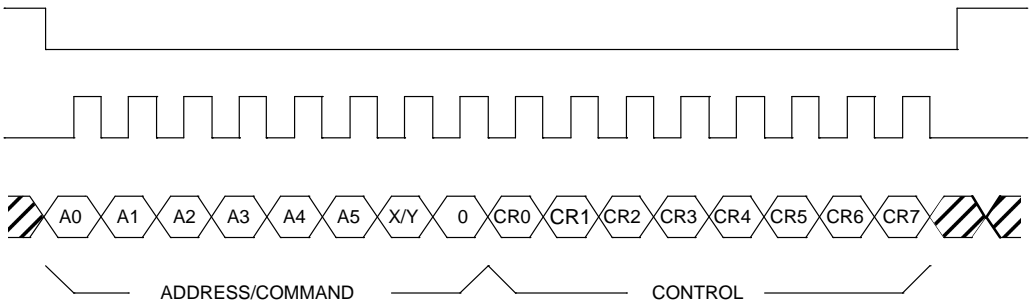 A0 A1 A2 A3 A4 A5 X/Y 0 CR0 CR1 CR2 CR3 CR4 CR5 CR6 CR7
ADDRESS/COMMAND CONTROL